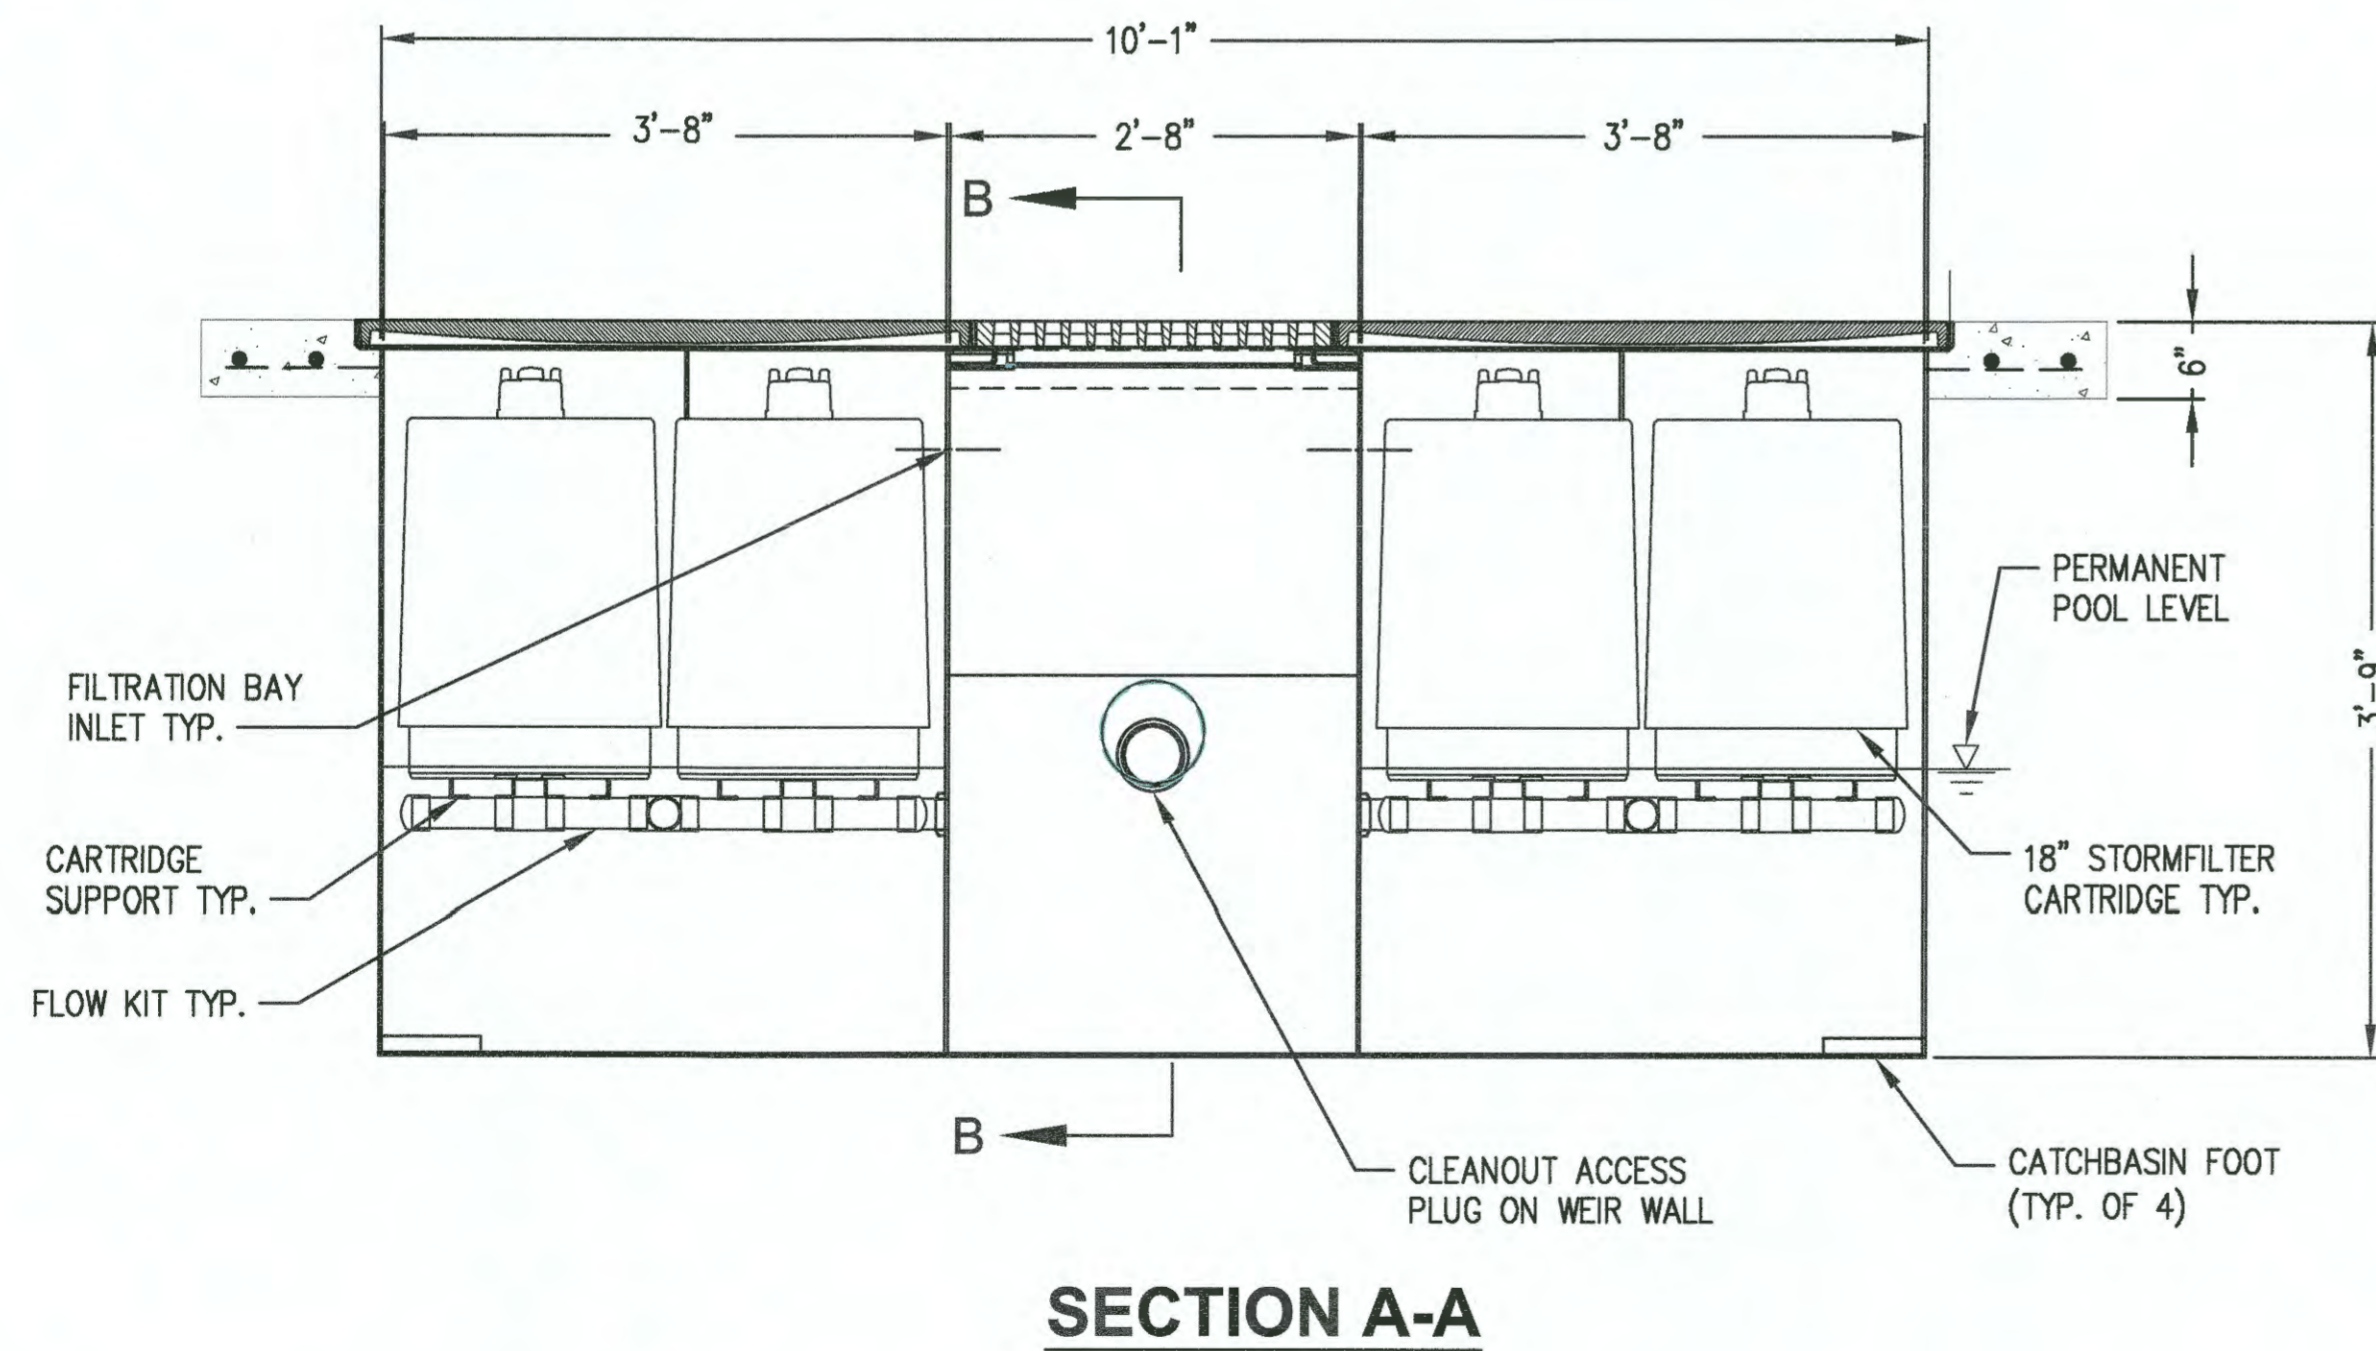 10'-1"
3'-8"
2'-8"
3'-8"
B
6"
PERMANENT
POOL LEVEL
3'-9"
FILTRATION BAY
INLET TYP.
CARTRIDGE
SUPPORT TYP.
18" STORMFILTER
CARTRIDGE TYP.
FLOW KIT TYP.
B
CLEANOUT ACCESS
PLUG ON WEIR WALL
CATCHBASIN FOOT
(TYP. OF 4)
SECTION A-A